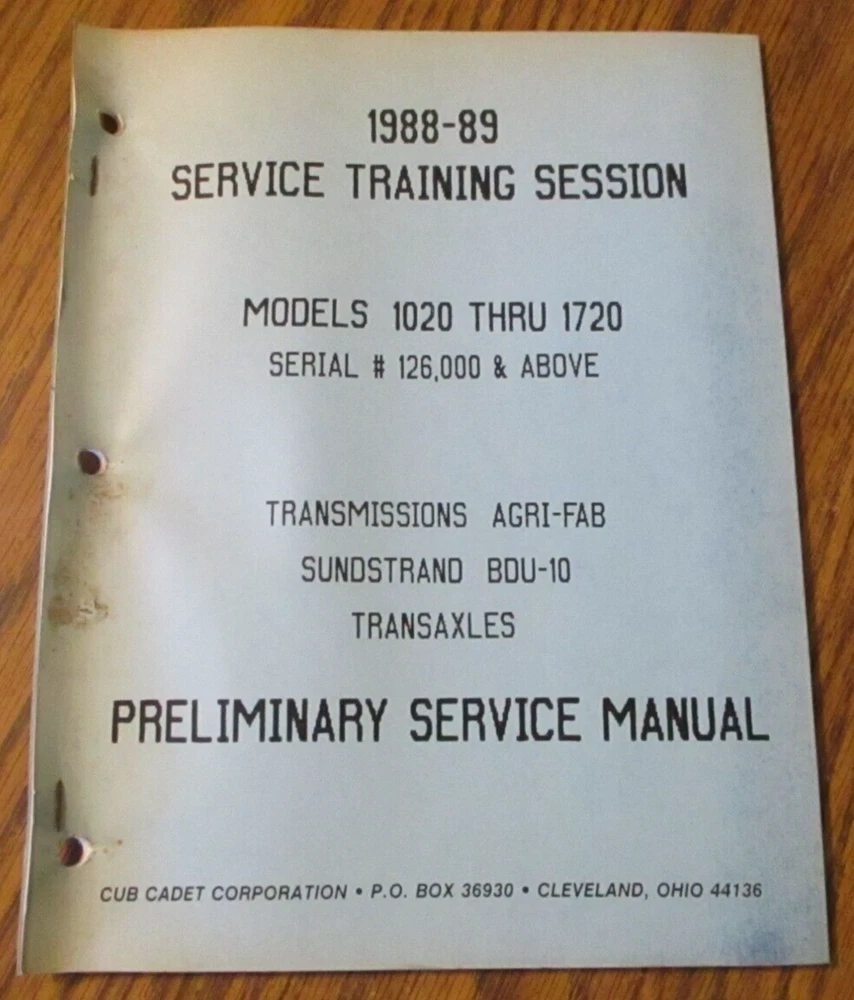 1988-89
SERVICE TRAINING SESSION
MODELS 1020 THRU 1720
SERIAL # 126,000 & ABOVE
TRANSMISSIONS AGRI-FAB
SUNDSTRAND BDU-10
TRANSAXLES
PRELIMINARY SERVICE MANUAL
CUB CADET CORPORATION • P.O. BOX 36930 • CLEVELAND, OHIO 44136